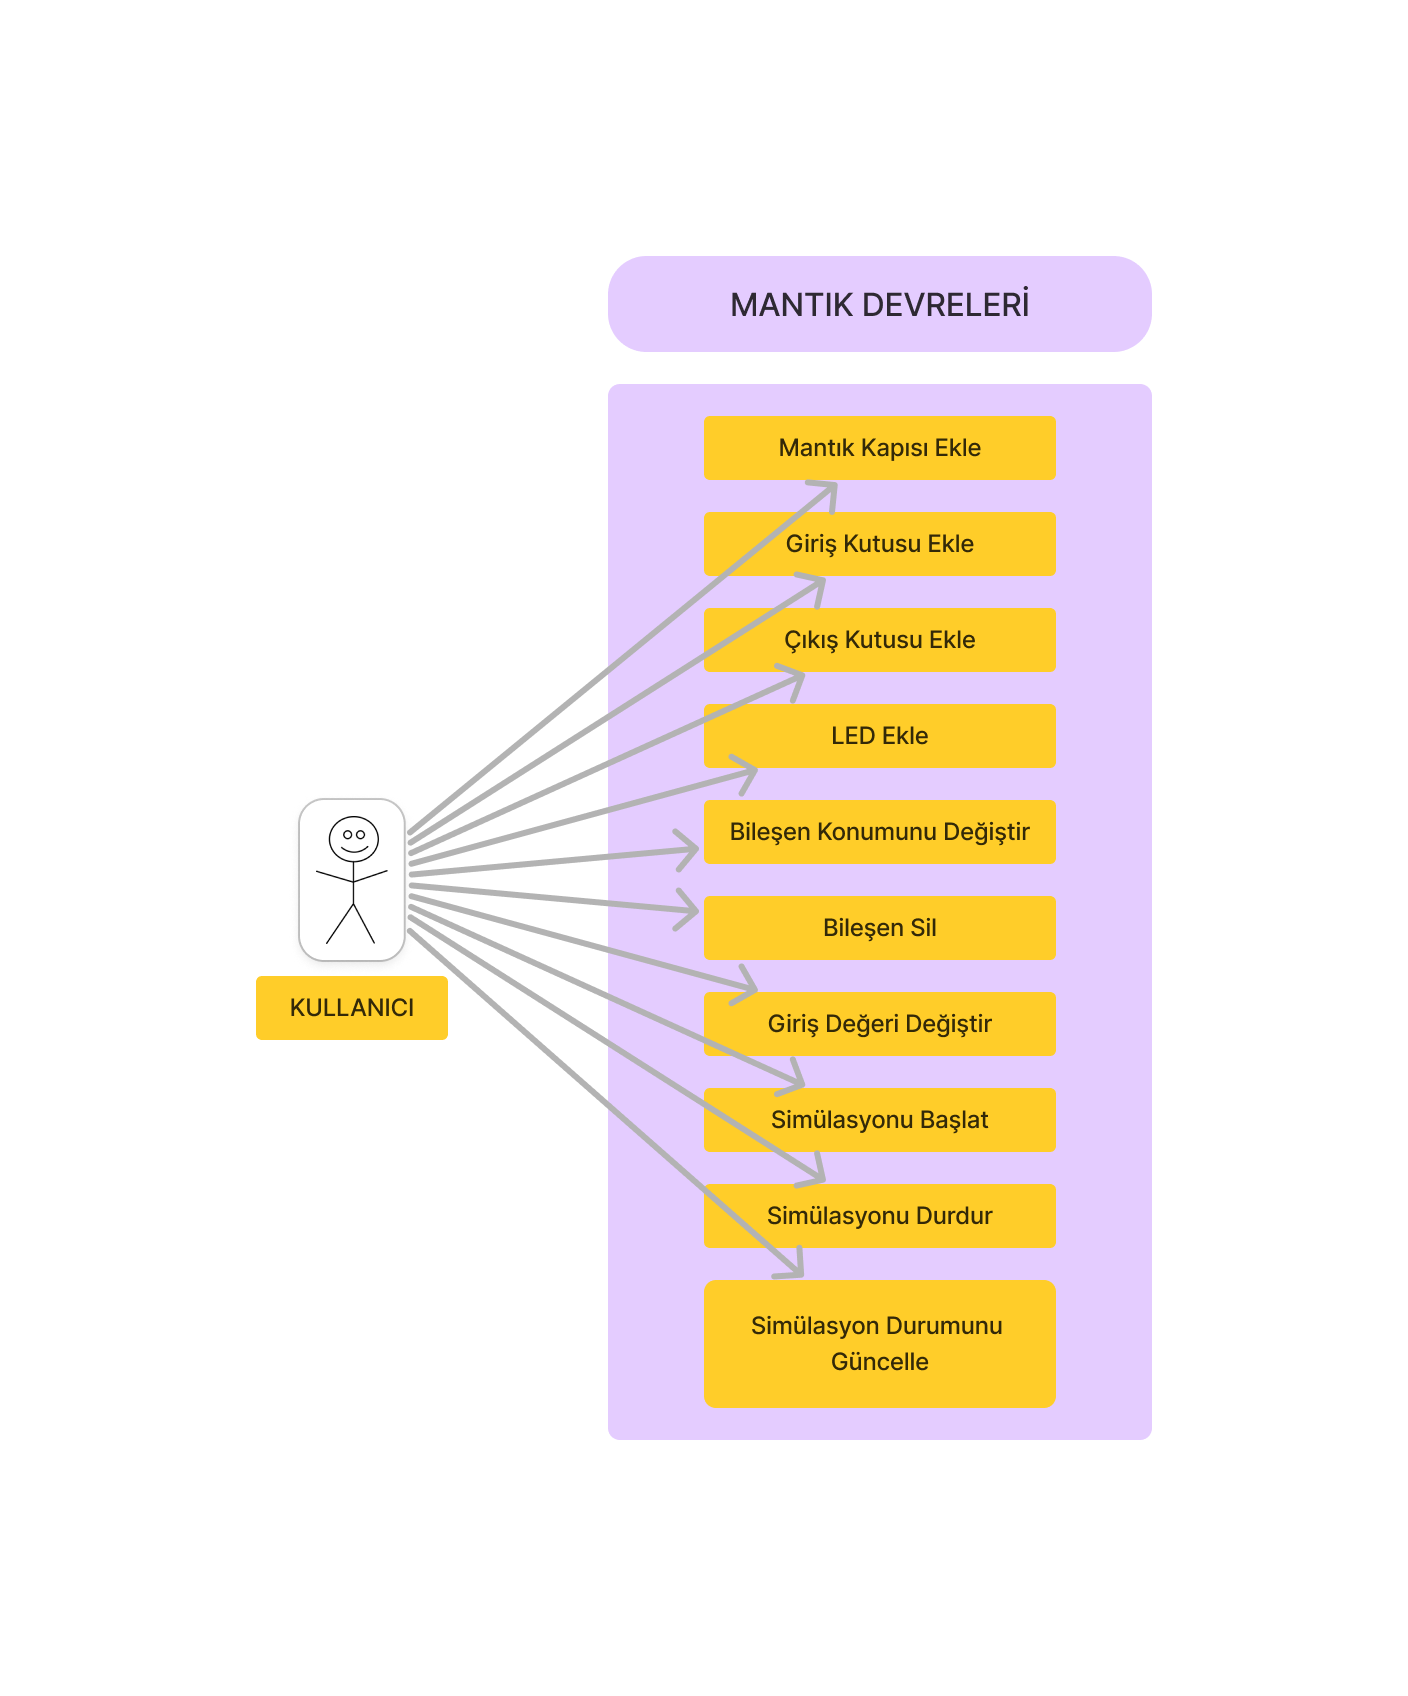 MANTIK DEVRELERİ
Mantık Kapısı Ekle
Giriş Kutusu Ekle
Çıkış Kutusu Ekle
LED Ekle
Bileşen Konumunu Değiştir
Bileşen Sil
KULLANICI
Giriş Değeri Değiştir
Simülasyonu Başlat
Simülasyonu Durdur
Simülasyon Durumunu
Güncelle